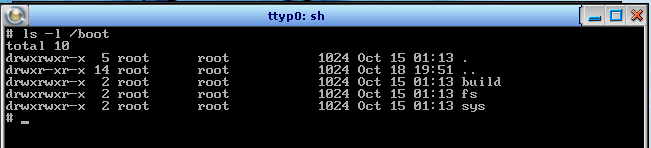 ttyp0: sh
# ls -l /boot
total 10
drwxrwxr-x  5 root      root           1024 Oct 15 01:13 .
drwxr-xr-x 14 root      root           1024 Oct 18 19:51 ..
drwxrwxr-x  2 root      root           1024 Oct 15 01:13 build
drwxrwxr-x  2 root      root           1024 Oct 15 01:13 fs
drwxrwxr-x  2 root      root           1024 Oct 15 01:13 sys
# _